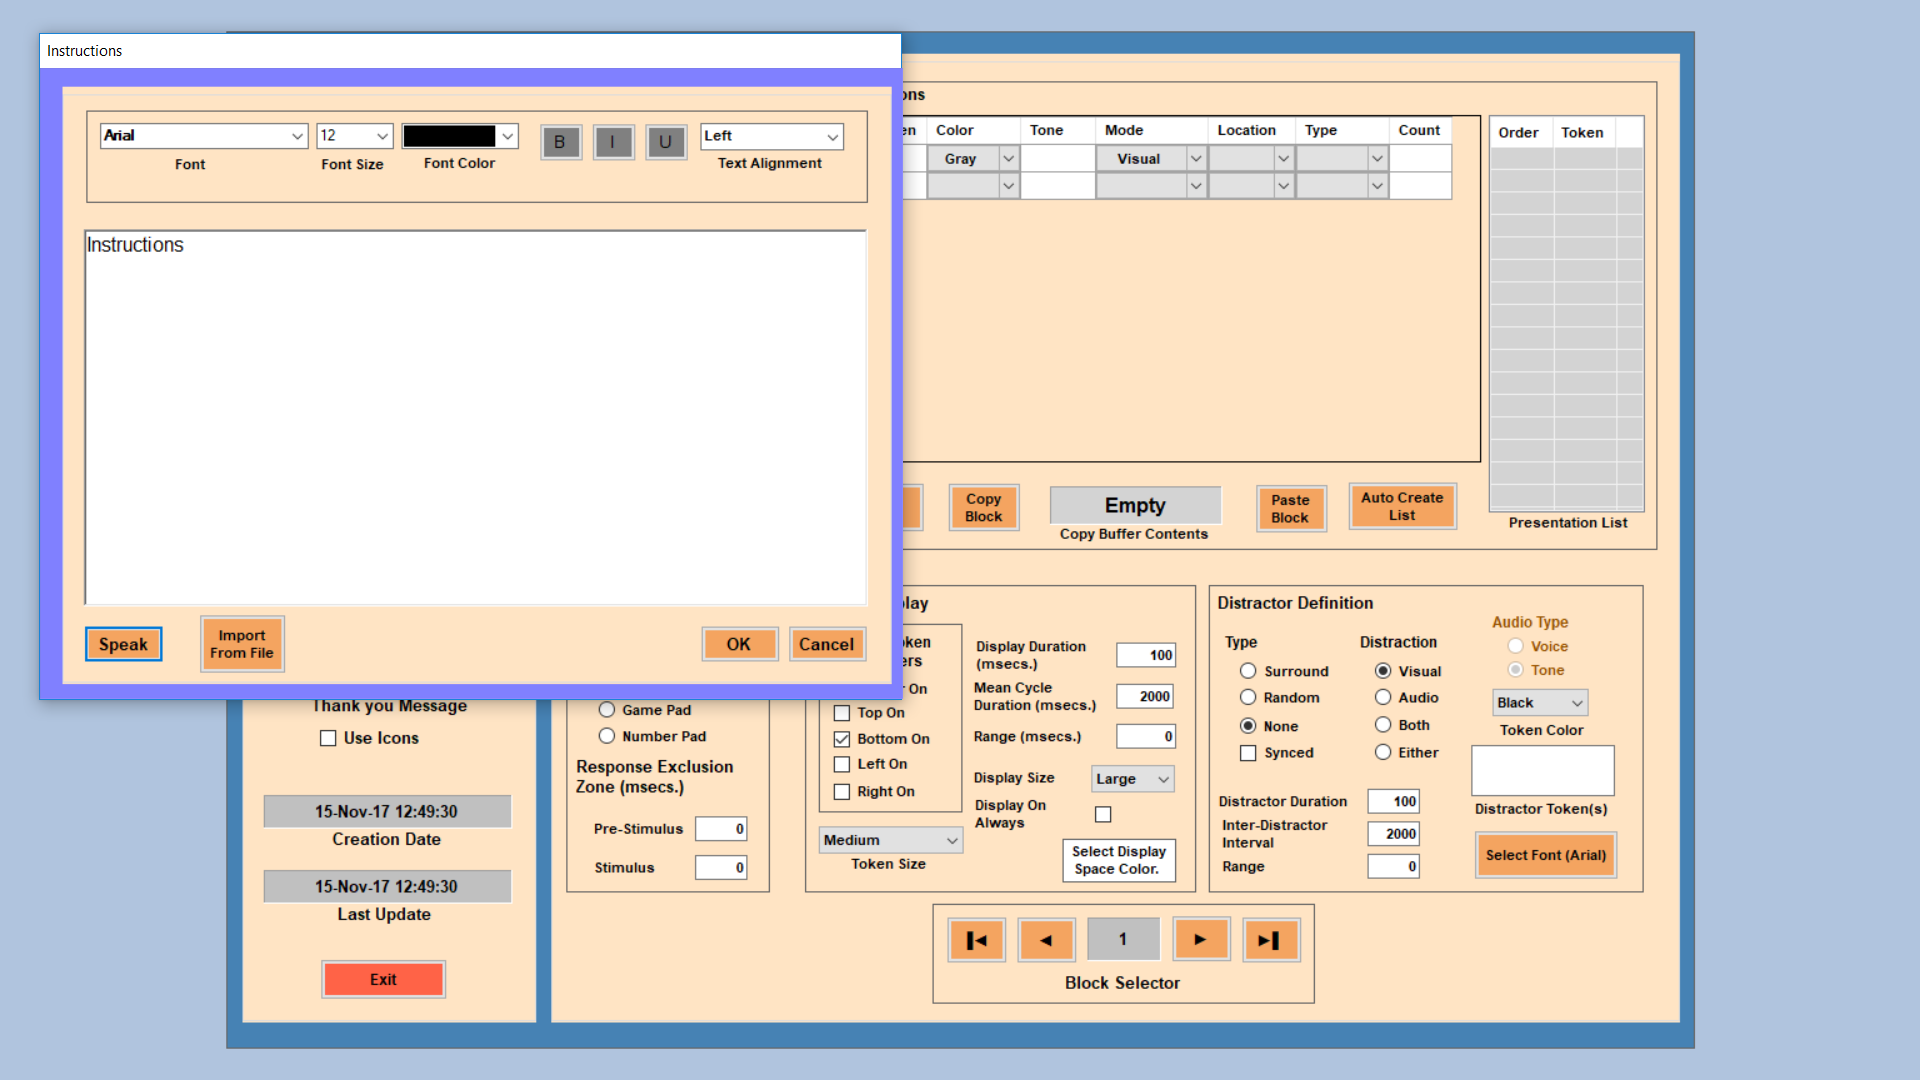 Instructions
Arial
12
Left
B
I
U
Font
Font Size
Font Color
Text Alignment
Instructions
Speak
Import
From File
OK
Cancel
ons
en
Color
Tone
Mode
Location
Type
Count
Gray
Visual
Order
Token
Copy
Block
Empty
Copy Buffer Contents
Paste
Block
Auto Create
List
Presentation List
Thank you Message
Use Icons
15-Nov-17 12:49:30
Creation Date
15-Nov-17 12:49:30
Last Update
Exit
Game Pad
Number Pad
Response Exclusion
Zone (msecs.)
Pre-Stimulus
0
Stimulus
0
lay
ken
ers
On
Top On
Bottom On
Left On
Right On
Medium
Token Size
Display Duration
(msecs.)
100
Mean Cycle
Duration (msecs.)
2000
Range (msecs.)
0
Display Size
Large
Display On
Always
Select Display
Space Color.
Distractor Definition
Type
Surround
Random
None
Synced
Distraction
Visual
Audio
Both
Either
Audio Type
Voice
Tone
Black
Token Color
Distractor Token(s)
Distractor Duration
100
Inter-Distractor
Interval
2000
Range
0
Select Font (Arial)
1
Block Selector